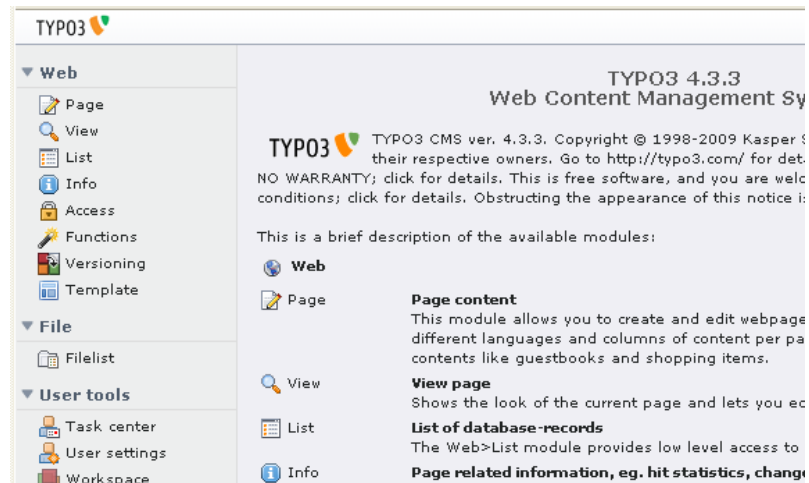 TYPO3
Web
Page
View
List
Info
Access
Functions
Versioning
Template
File
Filelist
User tools
Task center
User settings
Workspace
TYPO3 4.3.3
Web Content Management Sy
TYPO3
TYPO3 CMS ver. 4.3.3. Copyright © 1998-2009 Kasper S
their respective owners. Go to http://typo3.com/ for det
NO WARRANTY; click for details. This is free software, and you are welc
conditions; click for details. Obstructing the appearance of this notice i
This is a brief description of the available modules:
Web
Page
Page content
This module allows you to create and edit webpage
different languages and columns of content per pa
contents like guestbooks and shopping items.
View
View page
Shows the look of the current page and lets you e
List
List of database-records
The Web>List module provides low level access to
Info
Page related information, eg. hit statistics, change